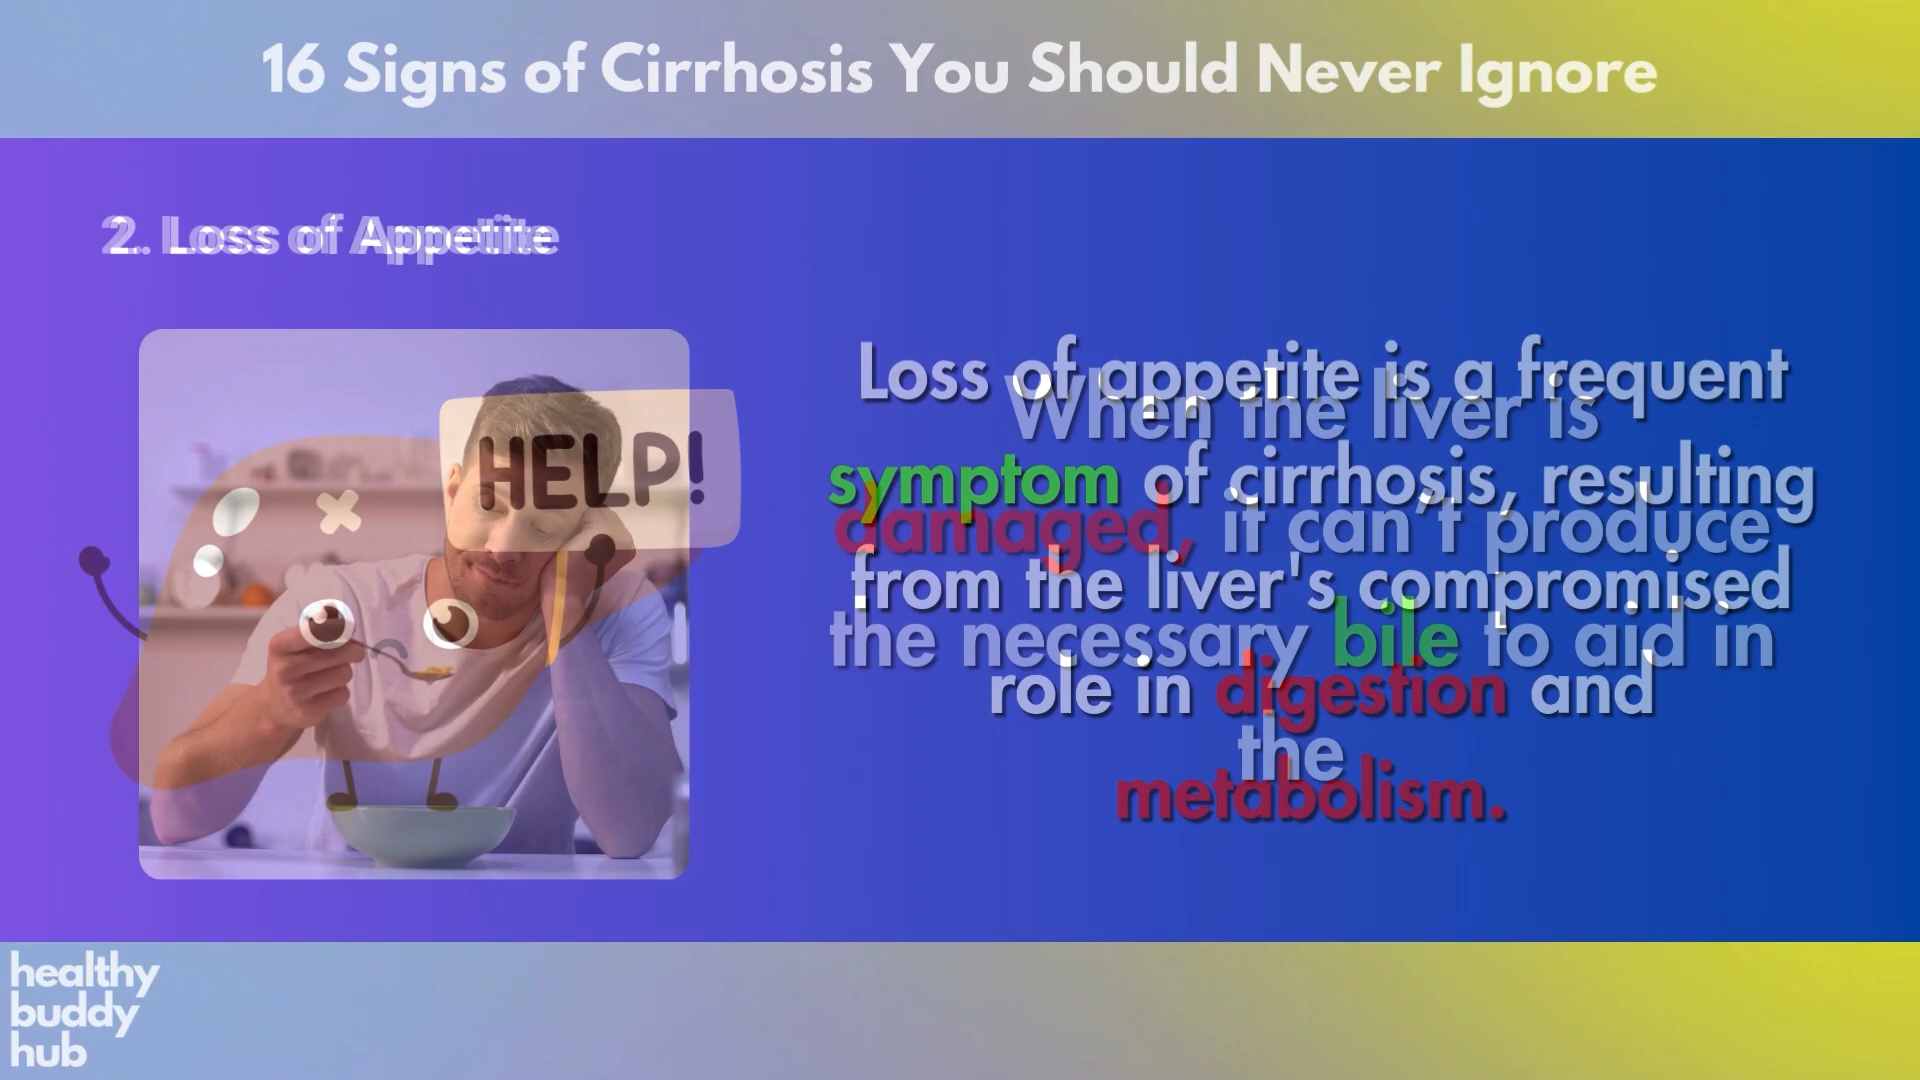 16 Signs of Cirrhosis You Should Never Ignore
2. Loss of Appetite
HELP!
Loss of appetite is a frequent
symptom of cirrhosis, resulting
from the liver's compromised
role in digestion and
metabolism.
When the liver is
damaged, it can't produce
the necessary bile to aid in
the
healthy
buddy
hub